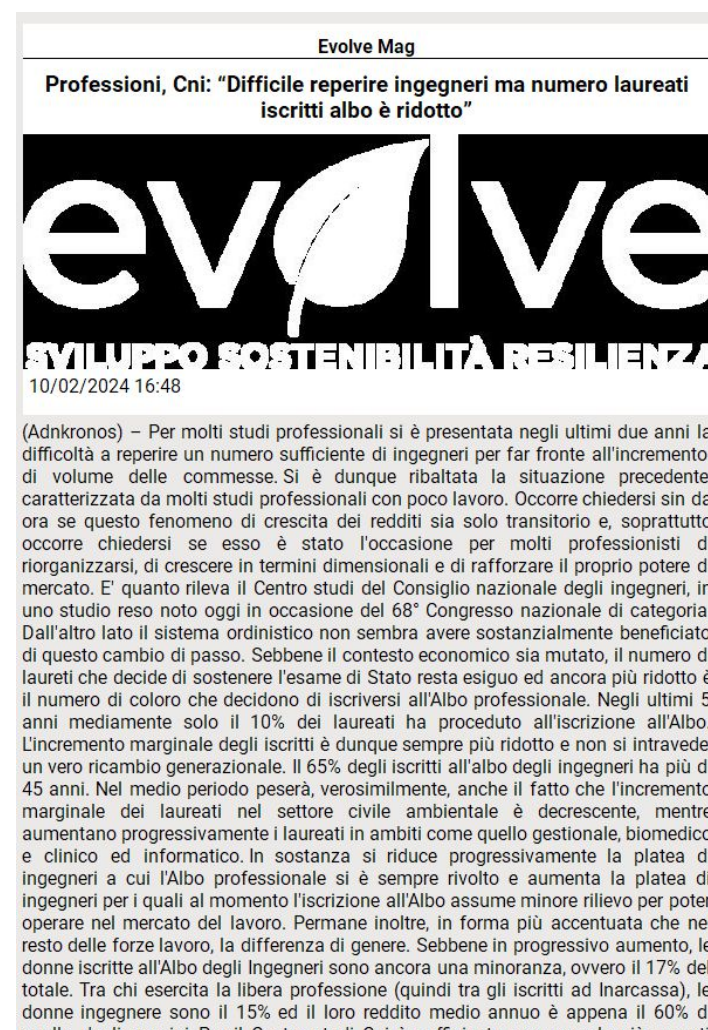 Evolve Mag
Professioni, Cni: “Difficile reperire ingegneri ma numero laureati
iscritti albo è ridotto”
evolve
SVILUPPO SOSTENIBILITÀ RESILIENZA
10/02/2024 16:48
(Adnkronos) – Per molti studi professionali si è presentata negli ultimi due anni la
difficoltà a reperire un numero sufficiente di ingegneri per far fronte all'incremento
di volume delle commesse. Si è dunque ribaltata la situazione precedente
caratterizzata da molti studi professionali con poco lavoro. Occorre chiedersi sin da
ora se questo fenomeno di crescita dei redditi sia solo transitorio e, soprattutto
occorre chiedersi se esso è stato l'occasione per molti professionisti d
riorganizzarsi, di crescere in termini dimensionali e di rafforzare il proprio potere d
mercato. E' quanto rileva il Centro studi del Consiglio nazionale degli ingegneri, in
uno studio reso noto oggi in occasione del 68° Congresso nazionale di categoria
Dall'altro lato il sistema ordinistico non sembra avere sostanzialmente beneficiato
di questo cambio di passo. Sebbene il contesto economico sia mutato, il numero d
laureti che decide di sostenere l'esame di Stato resta esiguo ed ancora più ridotto è
il numero di coloro che decidono di iscriversi all'Albo professionale. Negli ultimi 5
anni mediamente solo il 10% dei laureati ha proceduto all'iscrizione all'Albo.
L'incremento marginale degli iscritti è dunque sempre più ridotto e non si intravede
un vero ricambio generazionale. Il 65% degli iscritti all'albo degli ingegneri ha più d
45 anni. Nel medio periodo peserà, verosimilmente, anche il fatto che l'incremento
marginale dei laureati nel settore civile ambientale è decrescente, mentre
aumentano progressivamente i laureati in ambiti come quello gestionale, biomedico
e clinico ed informatico. In sostanza si riduce progressivamente la platea d
ingegneri a cui l'Albo professionale si è sempre rivolto e aumenta la platea di
ingegneri per i quali al momento l'iscrizione all'Albo assume minore rilievo per poter
operare nel mercato del lavoro. Permane inoltre, in forma più accentuata che ne
resto delle forze lavoro, la differenza di genere. Sebbene in progressivo aumento, le
donne iscritte all'Albo degli Ingegneri sono ancora una minoranza, ovvero il 17% del
totale. Tra chi esercita la libera professione (quindi tra gli iscritti ad Inarcassa), le
donne ingegnere sono il 15% ed il loro reddito medio annuo è appena il 60% d